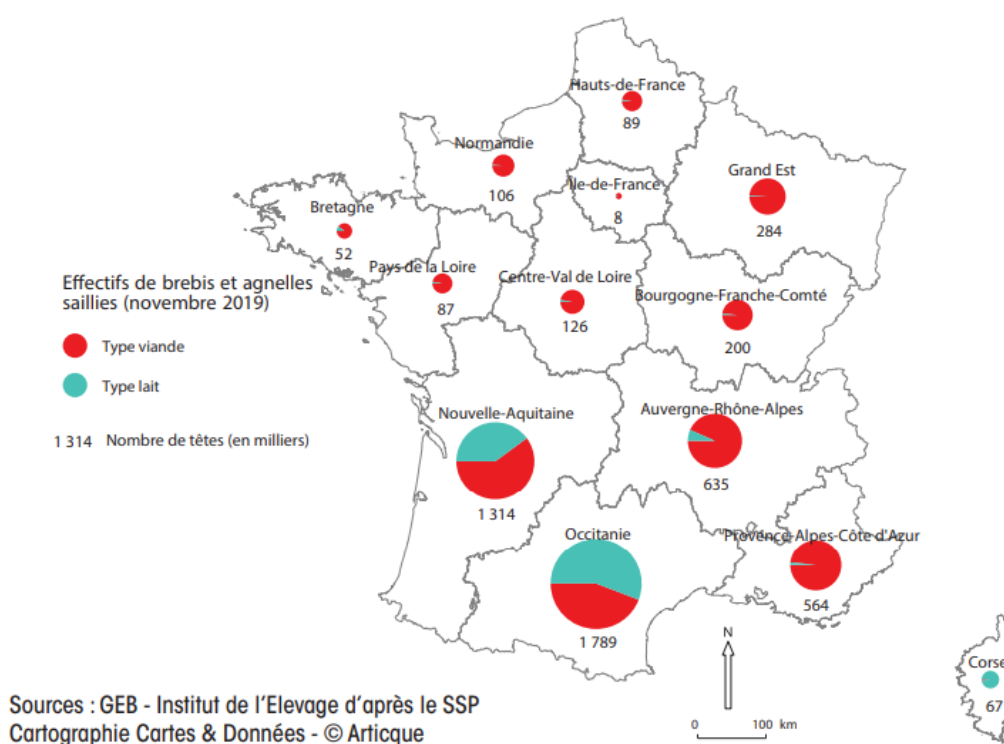 Hauts-de-France
89
Normandie
106
Île-de-France
8
Grand Est
284
Bretagne
52
Pays de la Loire
87
Centre-Val de Loire
126
Bourgogne-Franche-Comté
200
Effectifs de brebis et agnelles
saillies (novembre 2019)
Type viande
Type lait
1 314 Nombre de têtes (en milliers)
Nouvelle-Aquitaine
1 314
Auvergne-Rhône-Alpes
635
Occitanie
1 789
Provence-Alpes-Côte d'Azur
564
Corse
67
N
0 100 km
Sources : GEB - Institut de l'Elevage d'après le SSP
Cartographie Cartes & Données - © Articque